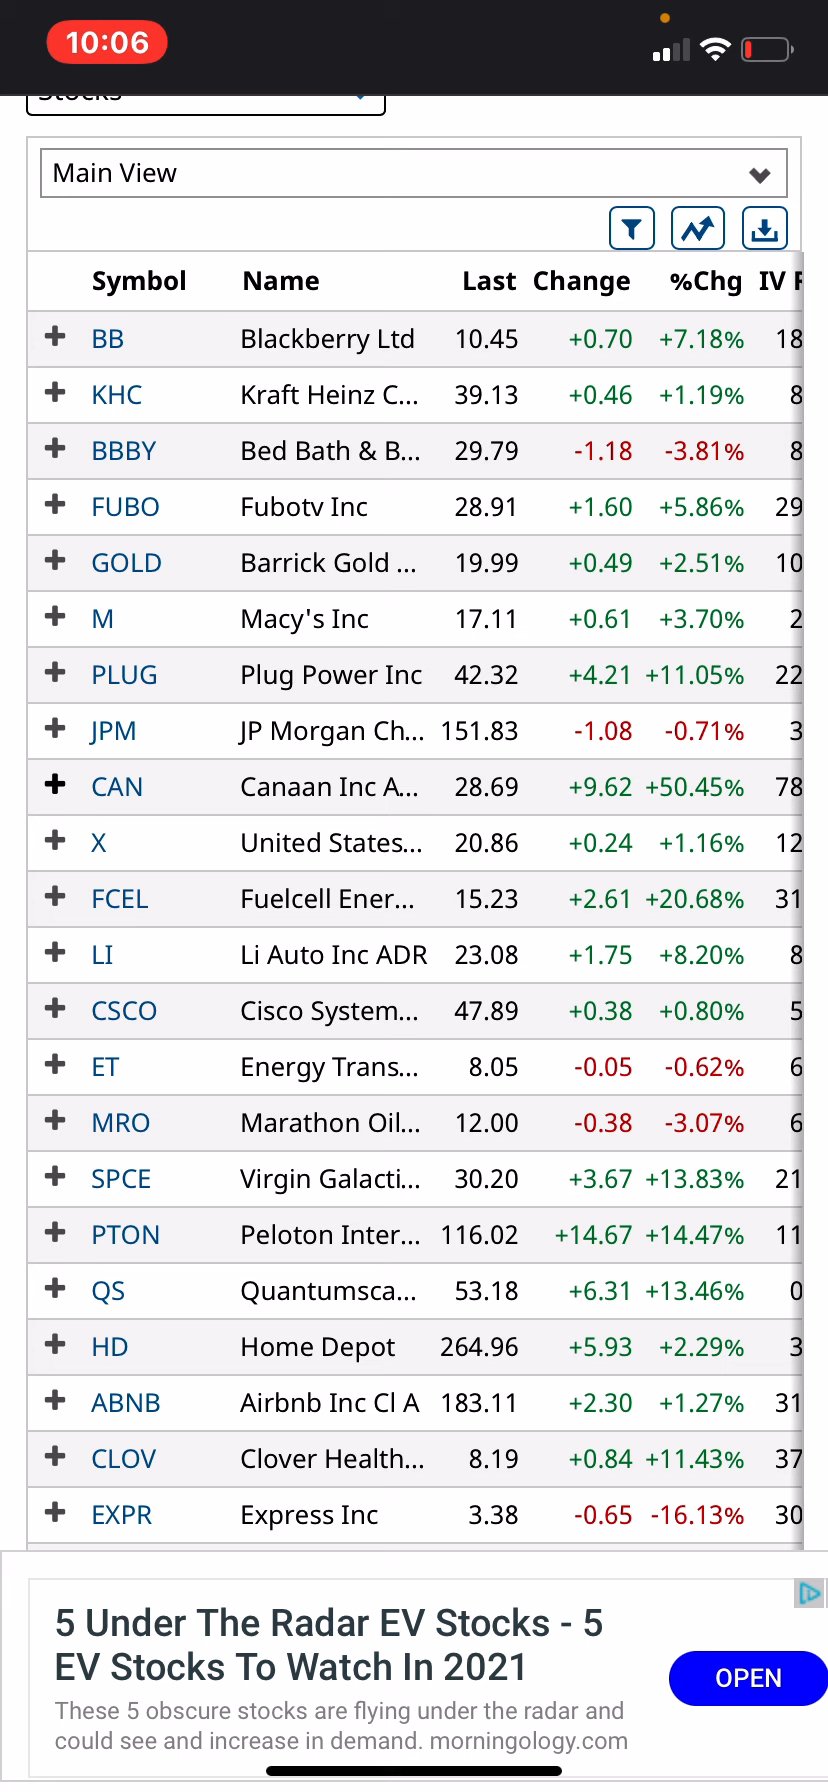 10:06
Stocks
Main View
Symbol Name Last Change %Chg IV
BB Blackberry Ltd 10.45 +0.70 +7.18% 18
KHC Kraft Heinz C... 39.13 +0.46 +1.19% 8
BBBY Bed Bath & B... 29.79 -1.18 -3.81% 8
FUBO Fubotv Inc 28.91 +1.60 +5.86% 29
GOLD Barrick Gold ... 19.99 +0.49 +2.51% 10
M Macy's Inc 17.11 +0.61 +3.70% 2
PLUG Plug Power Inc 42.32 +4.21 +11.05% 22
JPM JP Morgan Ch... 151.83 -1.08 -0.71% 3
CAN Canaan Inc A... 28.69 +9.62 +50.45% 78
X United States... 20.86 +0.24 +1.16% 12
FCEL Fuelcell Ener... 15.23 +2.61 +20.68% 31
LI Li Auto Inc ADR 23.08 +1.75 +8.20% 8
CSCO Cisco System... 47.89 +0.38 +0.80% 5
ET Energy Trans... 8.05 -0.05 -0.62% 6
MRO Marathon Oil... 12.00 -0.38 -3.07% 6
SPCE Virgin Galacti... 30.20 +3.67 +13.83% 21
PTON Peloton Inter... 116.02 +14.67 +14.47% 11
QS Quantumsca... 53.18 +6.31 +13.46% 0
HD Home Depot 264.96 +5.93 +2.29% 3
ABNB Airbnb Inc Cl A 183.11 +2.30 +1.27% 31
CLOV Clover Health... 8.19 +0.84 +11.43% 37
EXPR Express Inc 3.38 -0.65 -16.13% 30
5 Under The Radar EV Stocks - 5
EV Stocks To Watch In 2021
OPEN
These 5 obscure stocks are flying under the radar and
could see and increase in demand. morningology.com